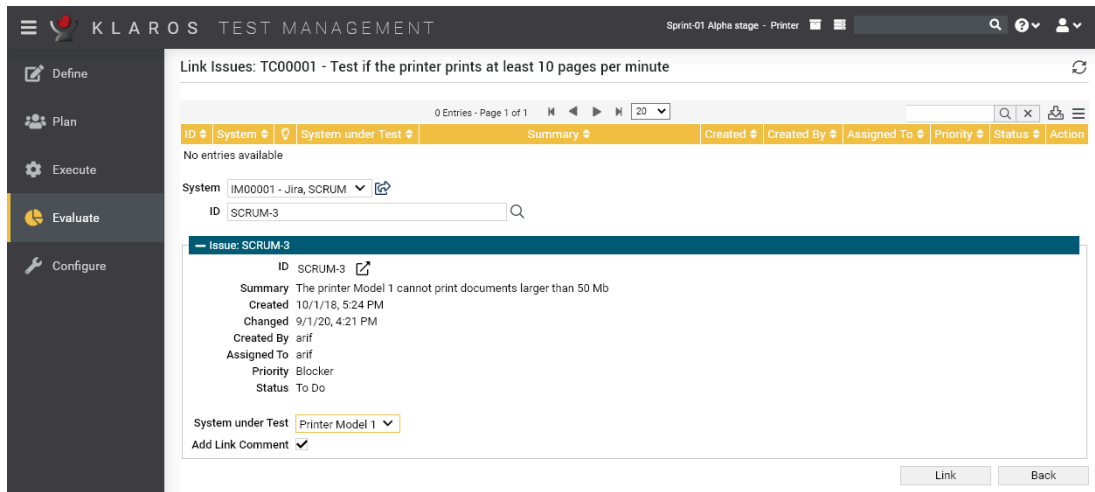 KLAROS TEST MANAGEMENT
Sprint-01 Alpha stage - Printer
Define
Plan
Execute
Evaluate
Configure
Link Issues: TC00001 - Test if the printer prints at least 10 pages per minute
0 Entries - Page 1 of 1 20
ID System System under Test Summary Created Created By Assigned To Priority Status Action
No entries available
System IM00001 - Jira, SCRUM
ID SCRUM-3
Issue: SCRUM-3
ID SCRUM-3
Summary The printer Model 1 cannot print documents larger than 50 Mb
Created 10/1/18, 5:24 PM
Changed 9/1/20, 4:21 PM
Created By arif
Assigned To arif
Priority Blocker
Status To Do
System under Test Printer Model 1
Add Link Comment
Link Back